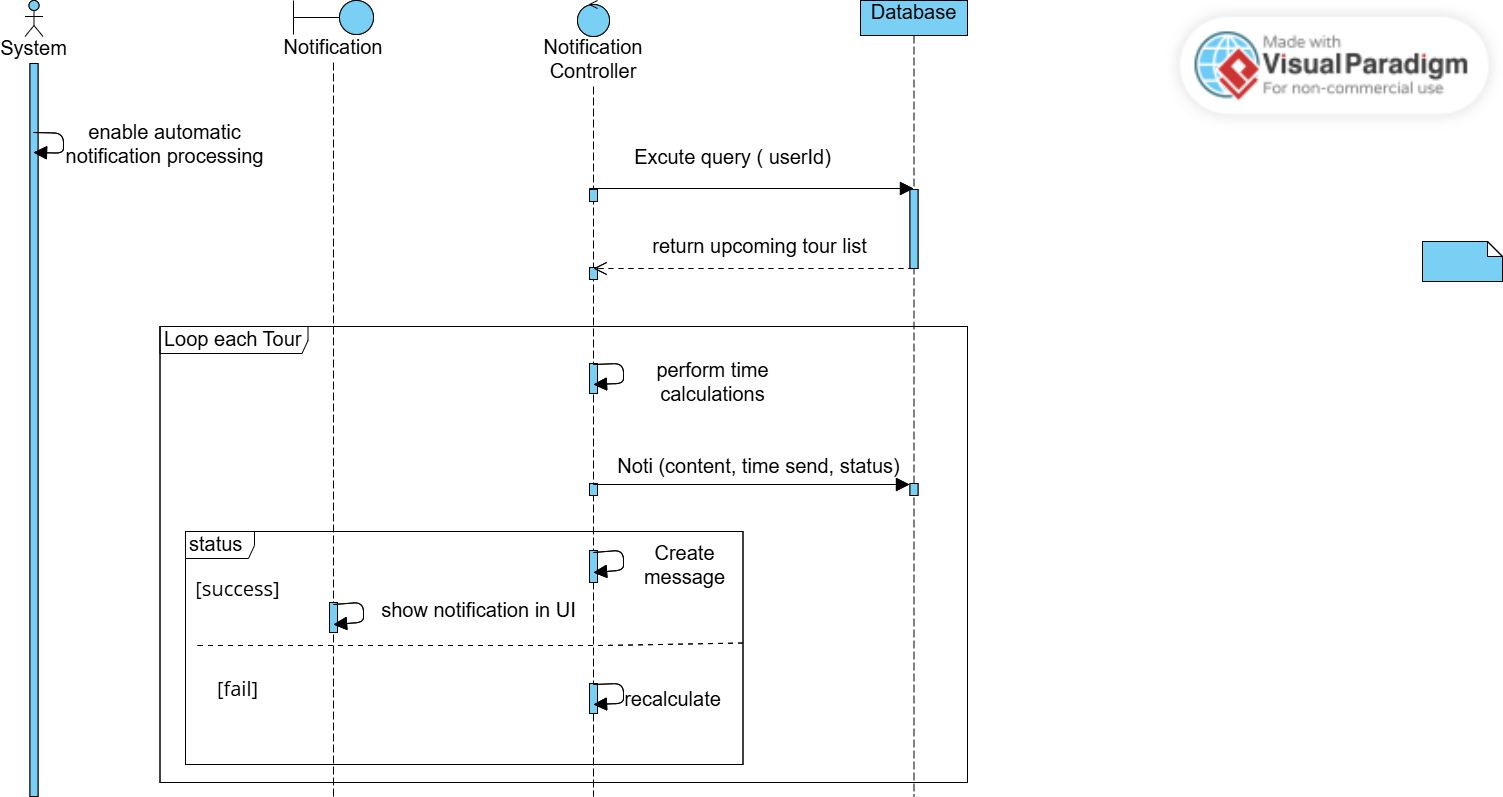 System
Notification
Notification
Controller
Database
Made with
VisualParadigm
For non-commercial use
enable automatic
notification processing
Excute query ( userId)
return upcoming tour list
Loop each Tour
perform time
calculations
Noti (content, time send, status)
status
Create
message
[success]
show notification in UI
[fail]
recalculate